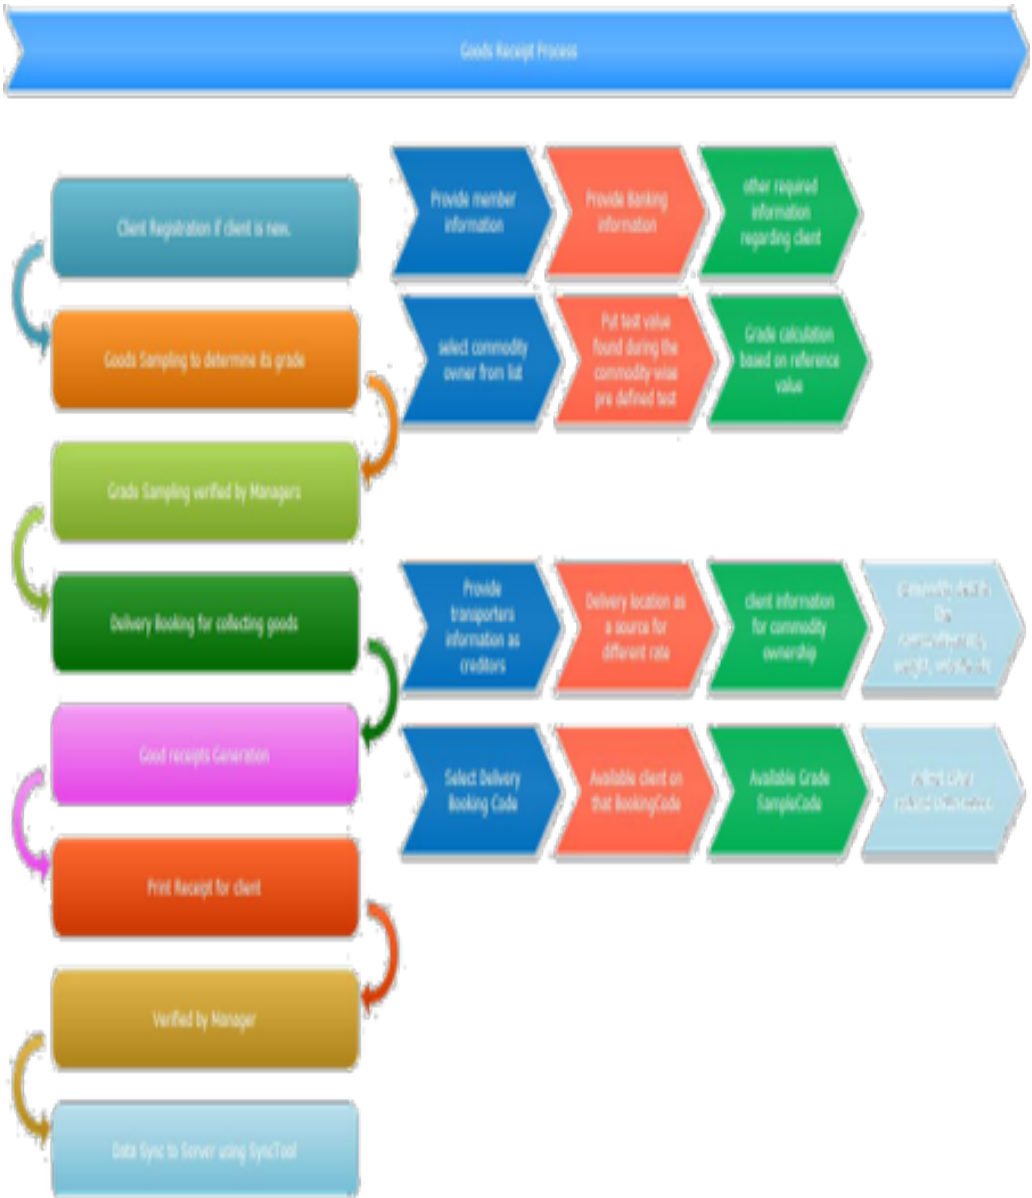 Goods Receipt Process
Client Registration if client is new.
Provide member
information
Provide Banking
information
other required
information
regarding client
Goods Sampling to determine its grade
select commodity
owner from list
Put test value
found during the
commodity-wise
pre defined test
Grade calculation
based on reference
value
Grade Sampling verified by Managers
Delivery Booking for collecting goods
Provide
transporters
information as
creditors
Delivery location as
a source for
different rate
client information
for commodity
ownership
Good receipts Generation
Select Delivery
Booking Code
Available client on
that BookingCode
Available Grade
SampleCode
Print Receipt for client
Verified by Manager
Data Sync to Server using SyncTool